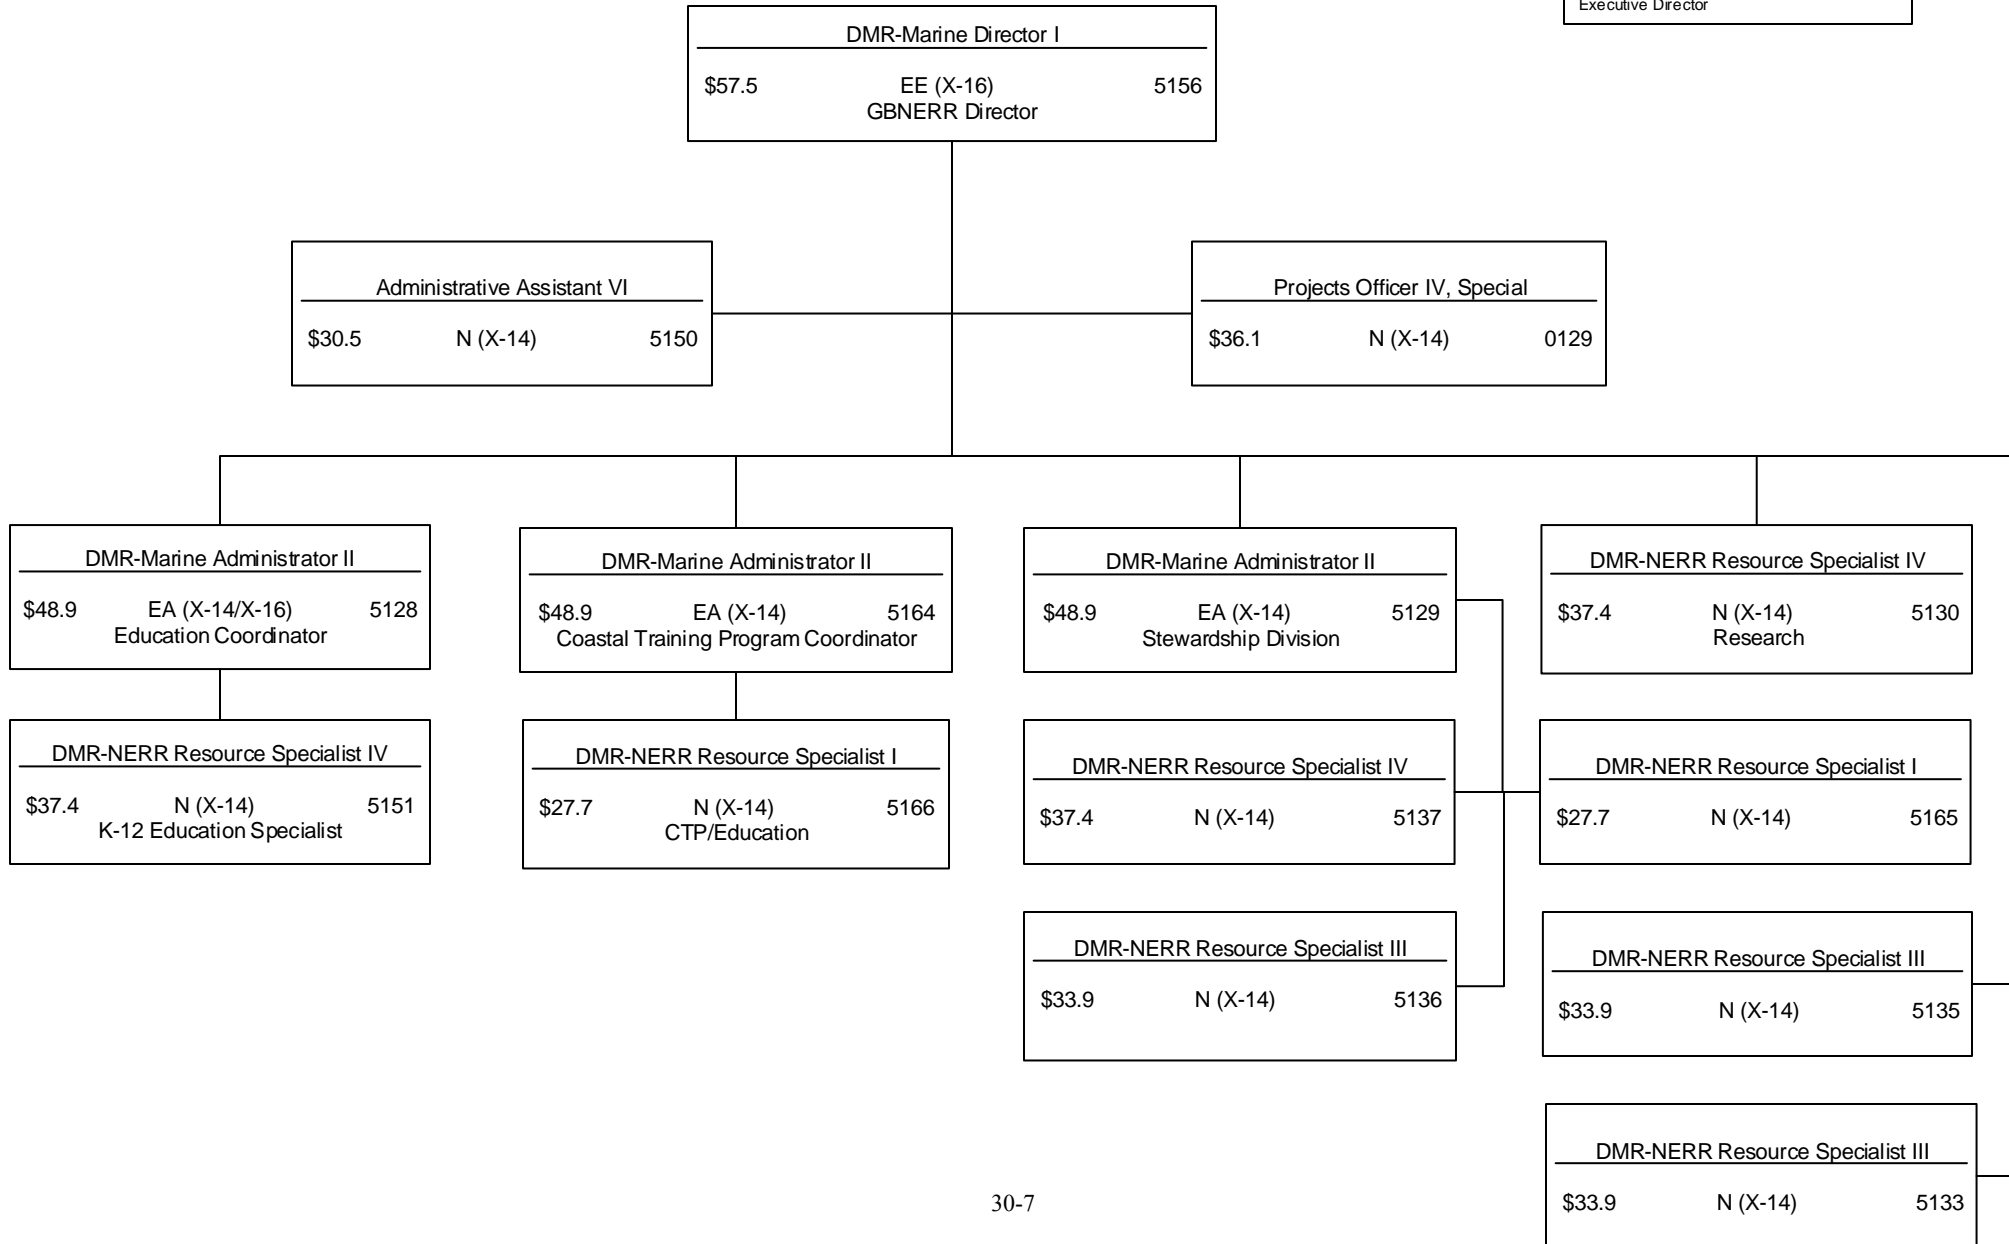 Executive Director
DMR-Marine Director I
$57.5 EE (X-16) 5156
GBNERR Director
Administrative Assistant VI
$30.5 N (X-14) 5150
Projects Officer IV, Special
$36.1 N (X-14) 0129
DMR-Marine Administrator II
$48.9 EA (X-14/X-16) 5128
Education Coordinator
DMR-Marine Administrator II
$48.9 EA (X-14) 5164
Coastal Training Program Coordinator
DMR-Marine Administrator II
$48.9 EA (X-14) 5129
Stewardship Division
DMR-NERR Resource Specialist IV
$37.4 N (X-14) 5130
Research
DMR-NERR Resource Specialist IV
$37.4 N (X-14) 5151
K-12 Education Specialist
DMR-NERR Resource Specialist I
$27.7 N (X-14) 5166
CTP/Education
DMR-NERR Resource Specialist IV
$37.4 N (X-14) 5137
DMR-NERR Resource Specialist I
$27.7 N (X-14) 5165
DMR-NERR Resource Specialist III
$33.9 N (X-14) 5136
DMR-NERR Resource Specialist III
$33.9 N (X-14) 5135
DMR-NERR Resource Specialist III
$33.9 N (X-14) 5133
30-7